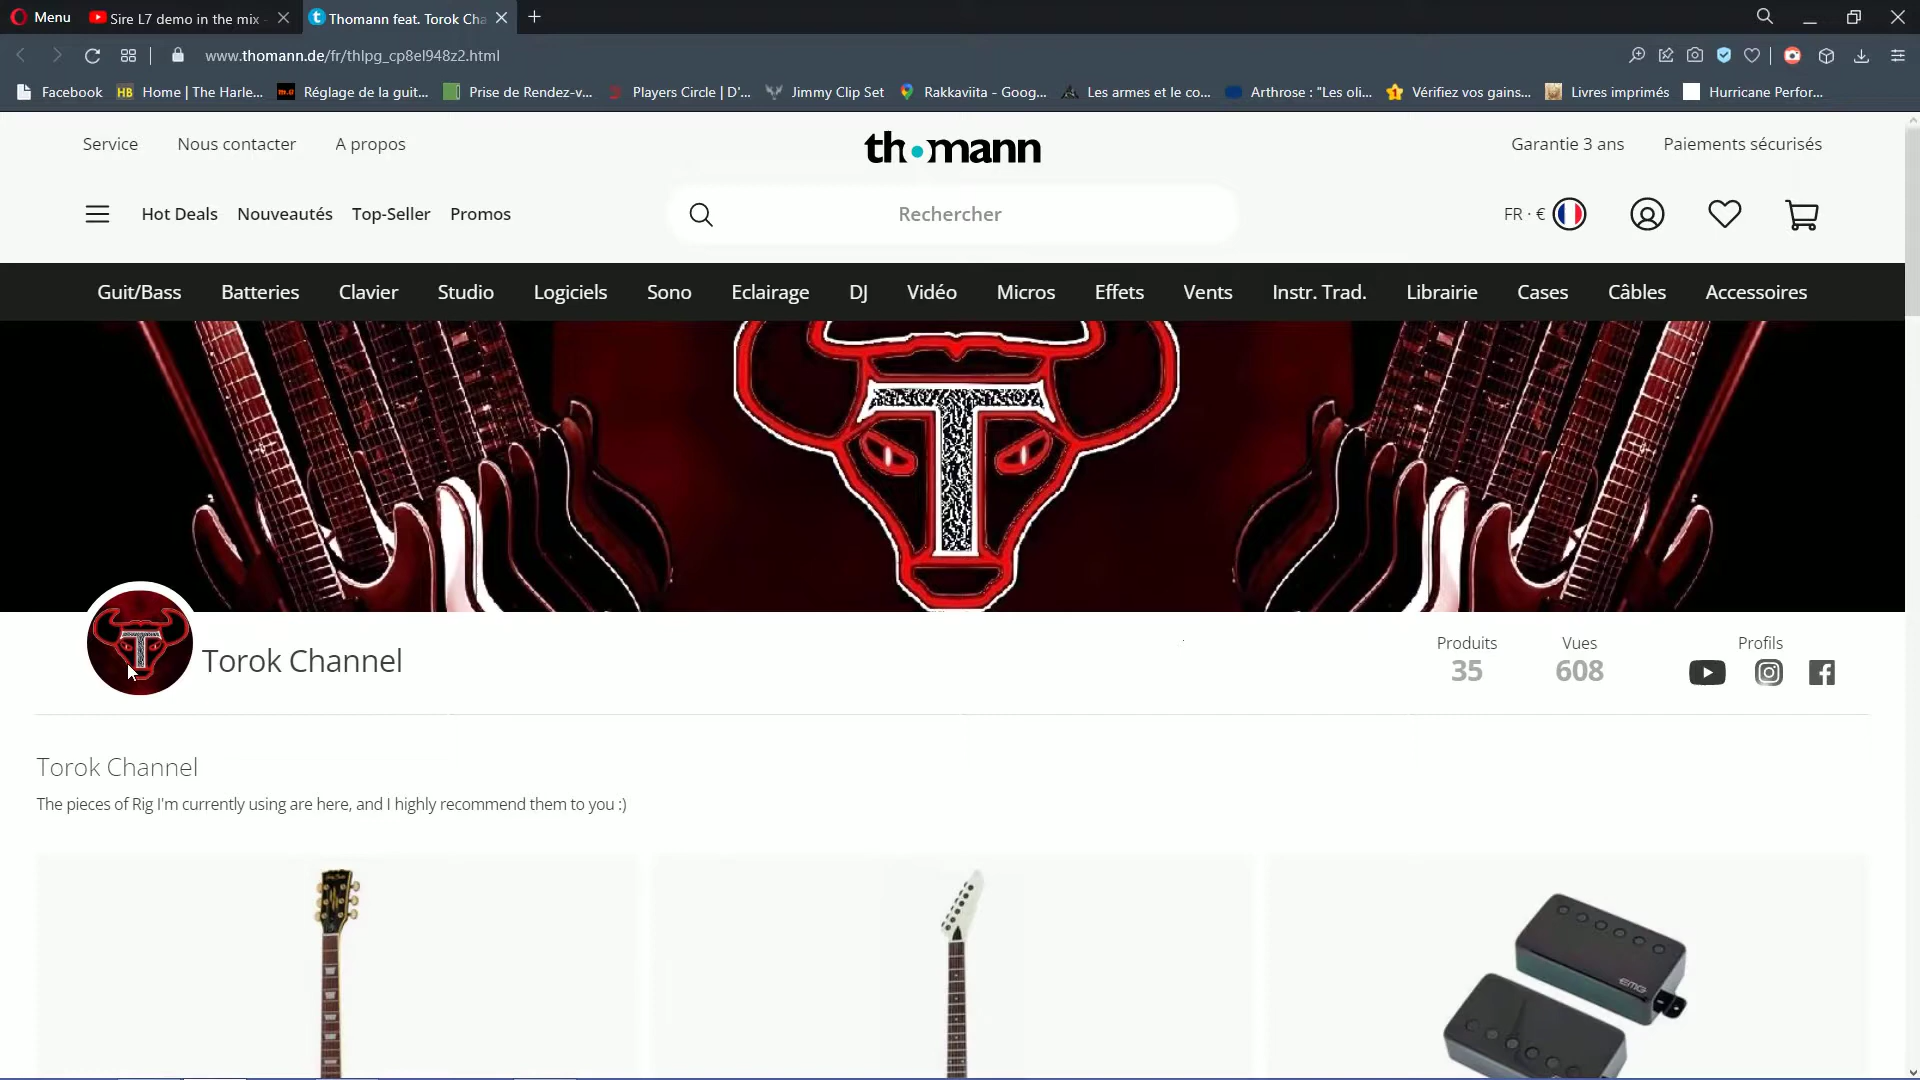 Menu
Sire L7 demo in the mix -
Thomann feat. Torok Cha
www.thomann.de/fr/thlpg_cp8el948z2.html
Facebook
HB Home | The Harle...
Réglage de la guit...
Prise de Rendez-v...
Players Circle | D'...
Jimmy Clip Set
Rakkaviita - Goog...
Les armes et le co...
Arthrose : "Les oli...
Vérifiez vos gains...
Livres imprimés
Hurricane Perfor...
Service
Nous contacter
A propos
thomann
Garantie 3 ans
Paiements sécurisés
Hot Deals
Nouveautés
Top-Seller
Promos
Rechercher
FR · €
Guit/Bass
Batteries
Clavier
Studio
Logiciels
Sono
Eclairage
DJ
Vidéo
Micros
Effets
Vents
Instr. Trad.
Librairie
Cases
Câbles
Accessoires
T
T
Torok Channel
Produits
35
Vues
608
Profils
Torok Channel
The pieces of Rig I'm currently using are here, and I highly recommend them to you :)
EMG